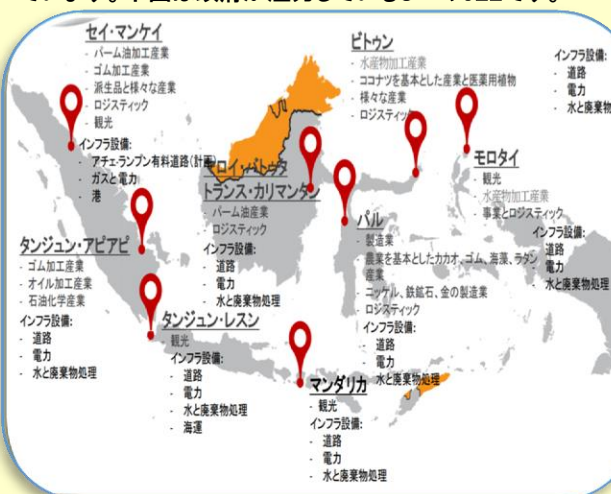 セイ・マンケイ
- パーム油加工産業
- ゴム加工産業
- 派生品と様々な産業
- ロジスティック
- 観光
インフラ設備:
- アチェ・ランプン有料道路(計画)
- ガスと電力
- 港
ビトゥン
- 水産物加工産業
- ココナツを基本とした産業と医薬用植物
- 様々な産業
- ロジスティック
インフラ設備:
- 道路
- 電力
- 水と廃棄物
モロタイ
- 観光
- 水産物加工産業
- 事業とロジスティック
インフラ設備:
- 道路
- 電力
- 水と廃棄物処理
トランス・カリマンタン
- パーム油産業
- ロジスティック
インフラ設備:
- 道路
- 電力
- 水と廃棄物処理
パル
- 製造業
- 農業を基本としたカカオ、ゴム、海藻、ラタン
産業
- ニッケル、鉄鉱石、金の製造業
- ロジスティック
インフラ設備:
- 道路
- 電力
- 水と廃棄物処理
タンジュン・アピアピ
- ゴム加工産業
- オイル加工産業
- 石油化学産業
インフラ設備:
- 道路
- 電力
- 水と廃棄物処理
タンジュン・レスン
- 観光
インフラ設備:
- 道路
- 電力
- 水と廃棄物処理
- 海運
マンダリカ
- 観光
インフラ設備:
- 道路
- 電力
- 水と廃棄物処理